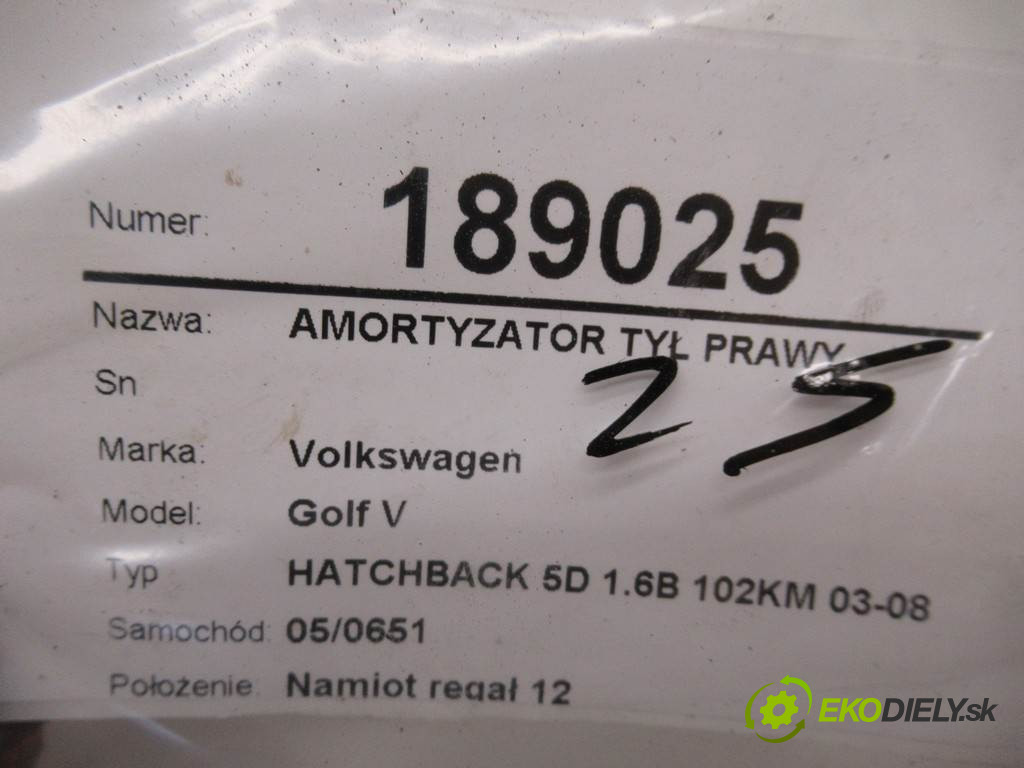 Numer: 189025
Nazwa: AMORTYZATOR TYŁ PRAWY
25
Sn
Marka: Volkswagen
Model: Golf V
Typ HATCHBACK 5D 1.6B 102KM 03-08
Samochód: 05/0651
Położenie: Namiot regał 12
EKODIELY.sk